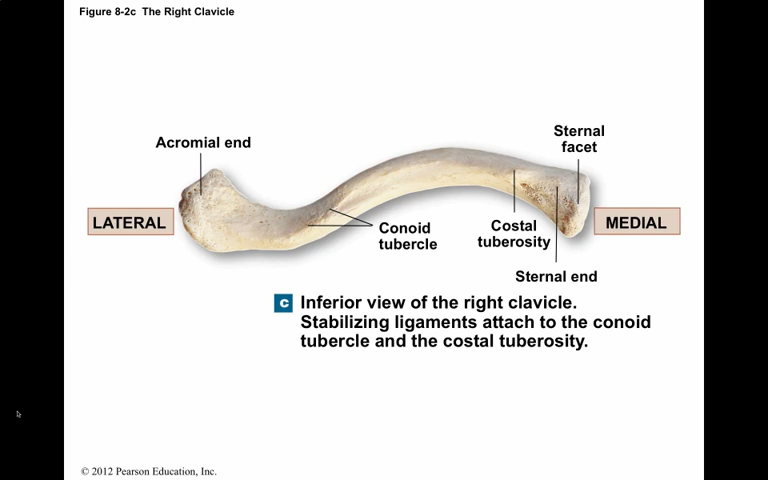 Figure 8-2c The Right Clavicle
Acromial end
Sternal
facet
LATERAL
Conoid
tubercle
Costal
tuberosity
MEDIAL
Sternal end
c Inferior view of the right clavicle.
Stabilizing ligaments attach to the conoid
tubercle and the costal tuberosity.
© 2012 Pearson Education, Inc.